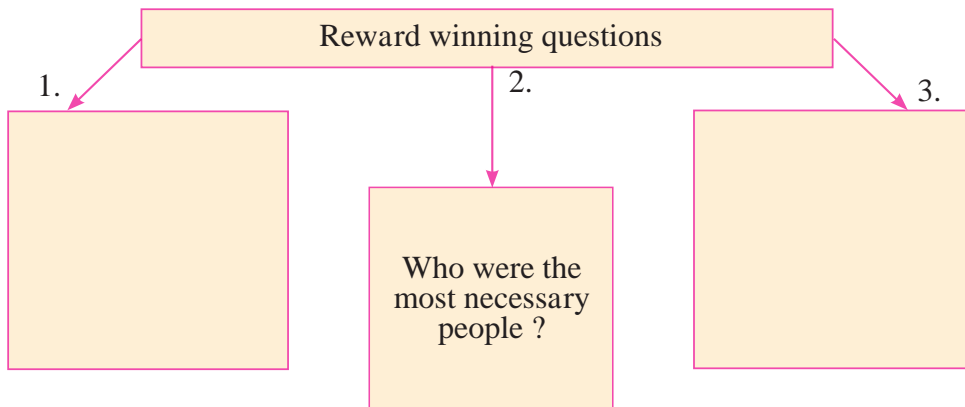 Reward winning questions
1.
2.
3.
Who were the
most necessary
people ?